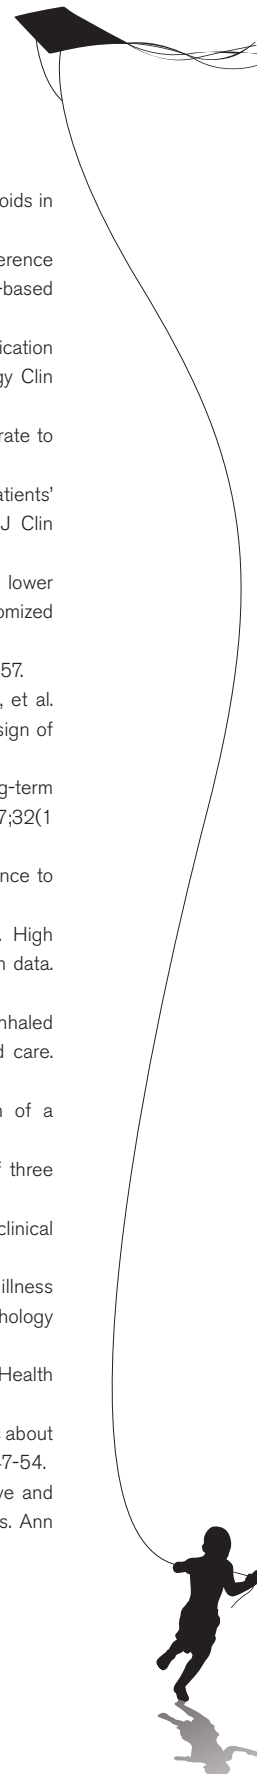 oids in
erence
-based
ication
gy Clin
rate to
atients'
J Clin
lower
omized
57.
, et al.
sign of
g-term
7;32(1
nce to
. High
n data.
nhaled
d care.
n of a
f three
clinical
illness
hology
Health
about
47-54.
ve and
s. Ann